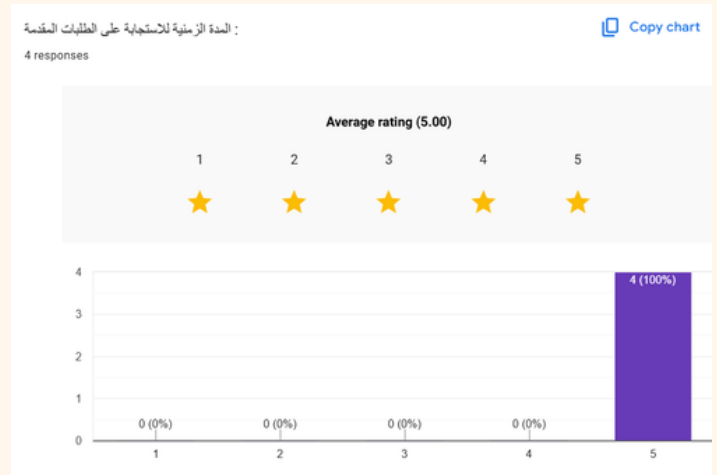 المدة الزمنية للاستجابة على الطلبات المقدمة :
Copy chart
4 responses
Average rating (5.00)
1 2 3 4 5
4
4 (100%)
3
2
1
0 (0%) 0 (0%) 0 (0%) 0 (0%)
0
1 2 3 4 5